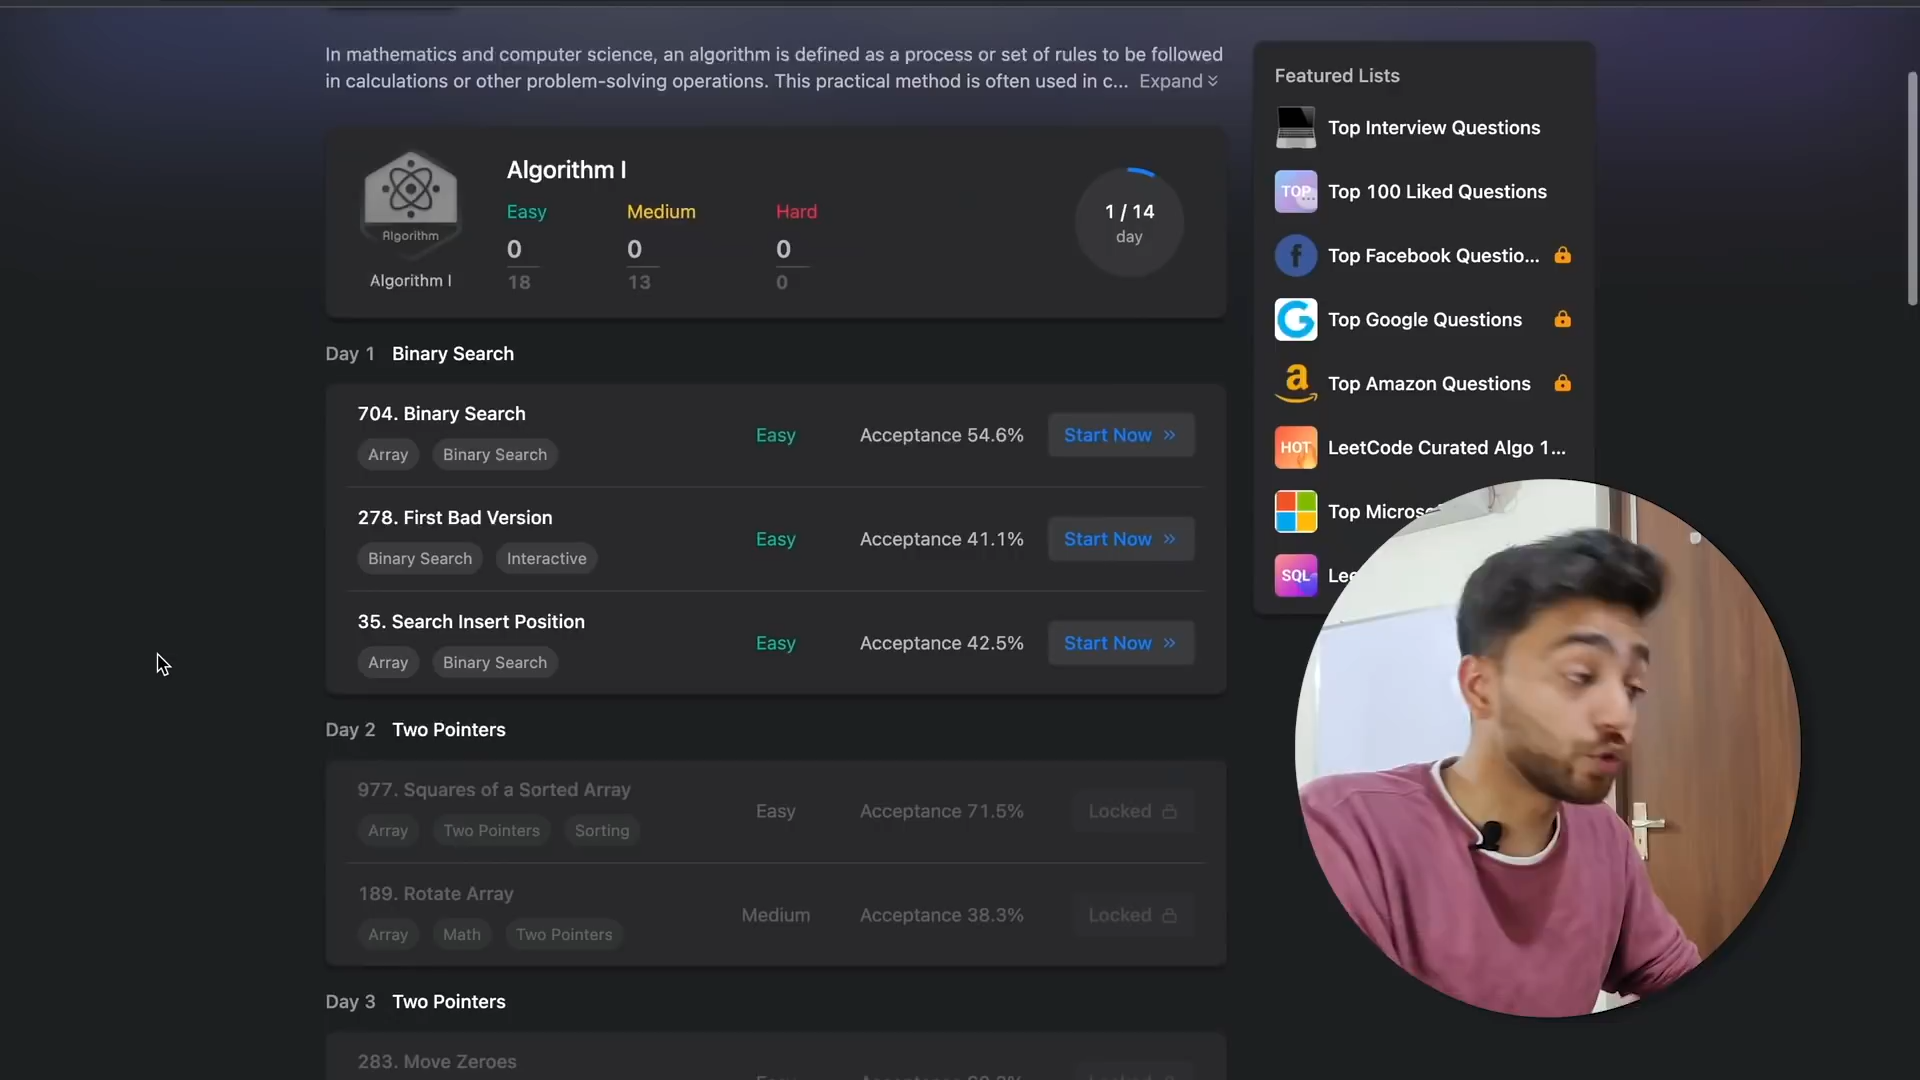 In mathematics and computer science, an algorithm is defined as a process or set of rules to be followed
in calculations or other problem-solving operations. This practical method is often used in c... Expand
Algorithm
Algorithm I
Algorithm I
Easy Medium Hard
0 0 0
18 13 0
1 / 14
day
Day 1 Binary Search
704. Binary Search
Array Binary Search
Easy Acceptance 54.6% Start Now »
278. First Bad Version
Binary Search Interactive
Easy Acceptance 41.1% Start Now »
35. Search Insert Position
Array Binary Search
Easy Acceptance 42.5% Start Now »
Day 2 Two Pointers
977. Squares of a Sorted Array
Array Two Pointers Sorting
Easy Acceptance 71.5% Locked
189. Rotate Array
Array Math Two Pointers
Medium Acceptance 38.3% Locked
Day 3 Two Pointers
283. Move Zeroes
Featured Lists
Top Interview Questions
TOP Top 100 Liked Questions
Top Facebook Questio...
Top Google Questions
Top Amazon Questions
HOT LeetCode Curated Algo 1...
Top Micros
SQL Lee